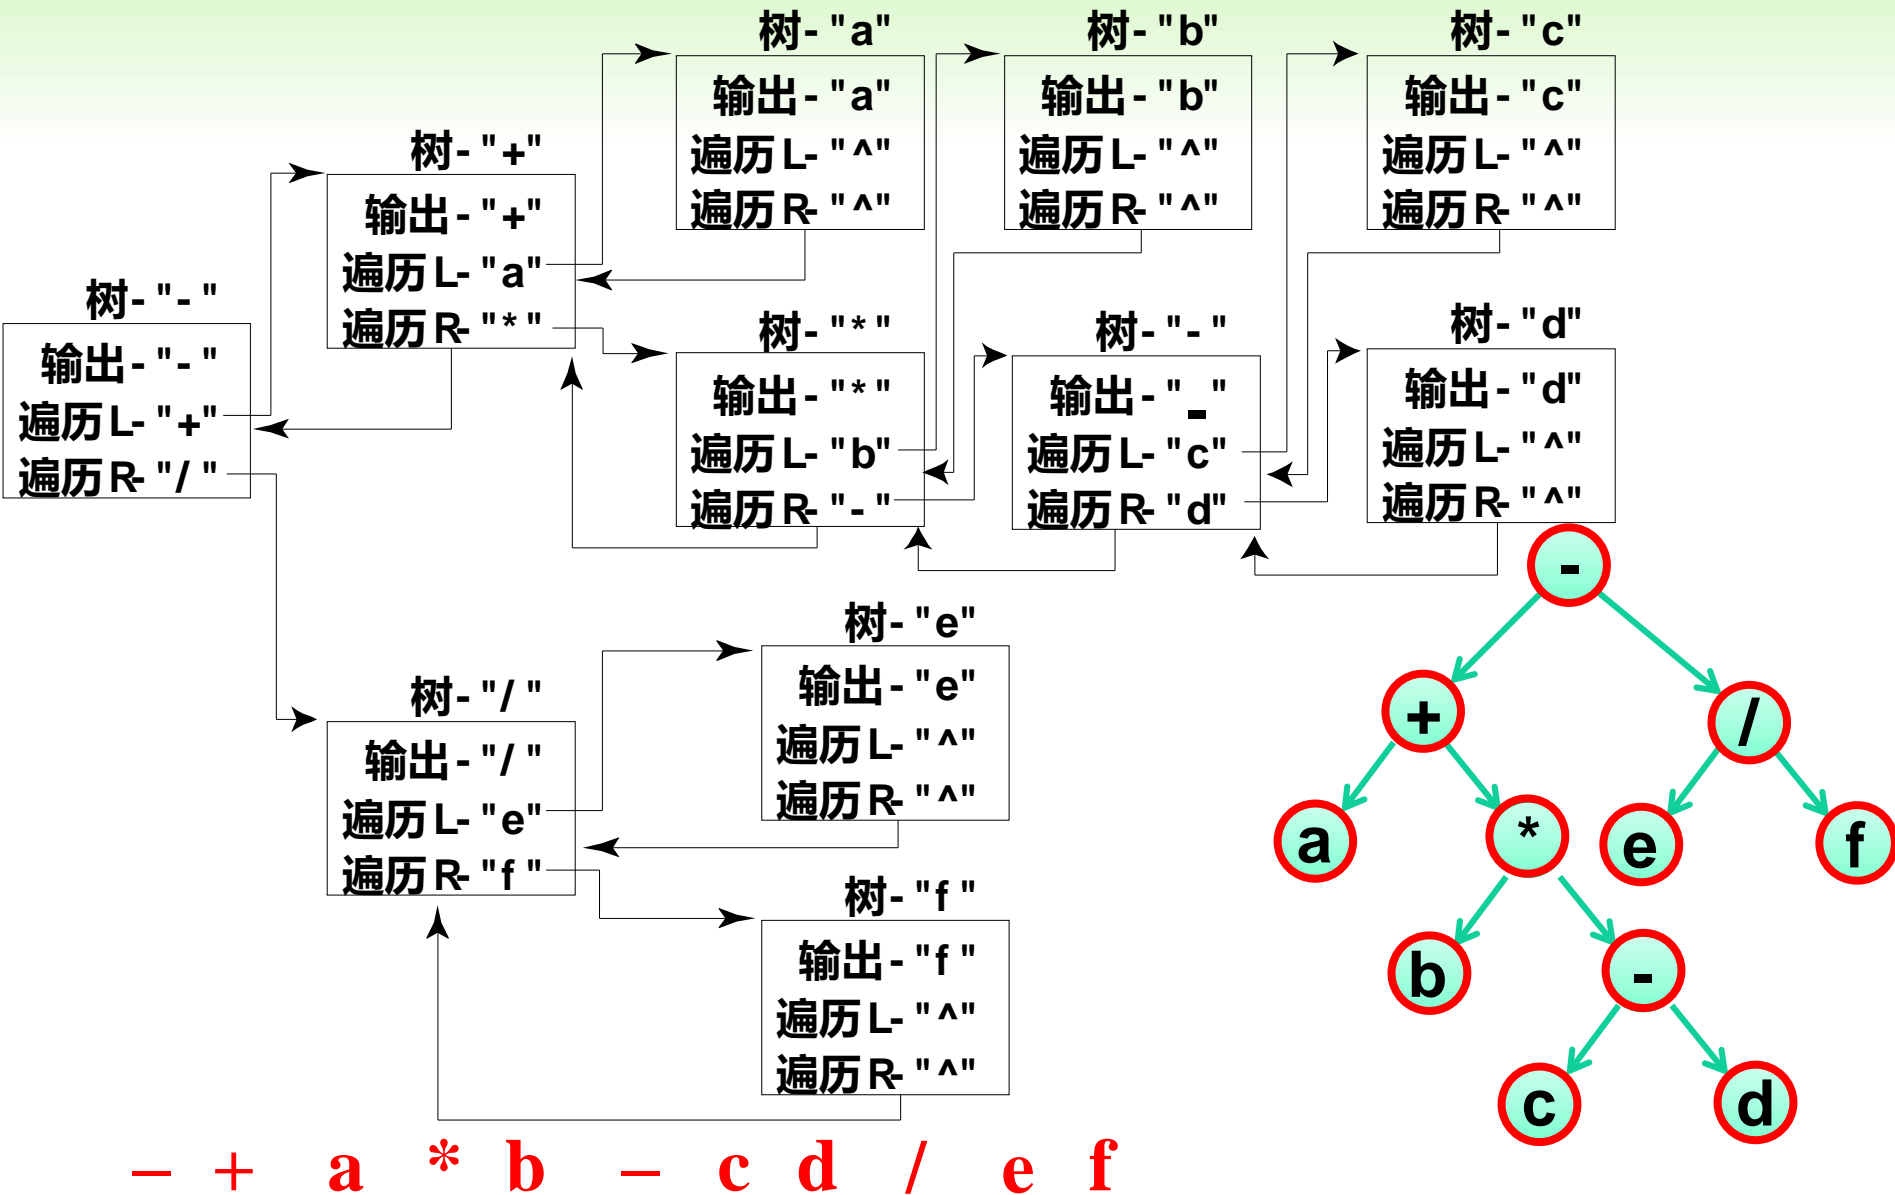 树-"-"
输出-"-"
遍历L-"+"
遍历R-"/"
树-"+"
输出-"+"
遍历L-"a"
遍历R-"*"
树-"a"
输出-"a"
遍历L-"^"
遍历R-"^"
树-"b"
输出-"b"
遍历L-"^"
遍历R-"^"
树-"c"
输出-"c"
遍历L-"^"
遍历R-"^"
树-"*"
输出-"*"
遍历L-"b"
遍历R-"-"
树-"-"
输出-"-"
遍历L-"c"
遍历R-"d"
树-"d"
输出-"d"
遍历L-"^"
遍历R-"^"
树-"/"
输出-"/"
遍历L-"e"
遍历R-"f"
树-"e"
输出-"e"
遍历L-"^"
遍历R-"^"
树-"f"
输出-"f"
遍历L-"^"
遍历R-"^"
-
+ /
a * e f
b -
c d
– + a * b – c d / e f